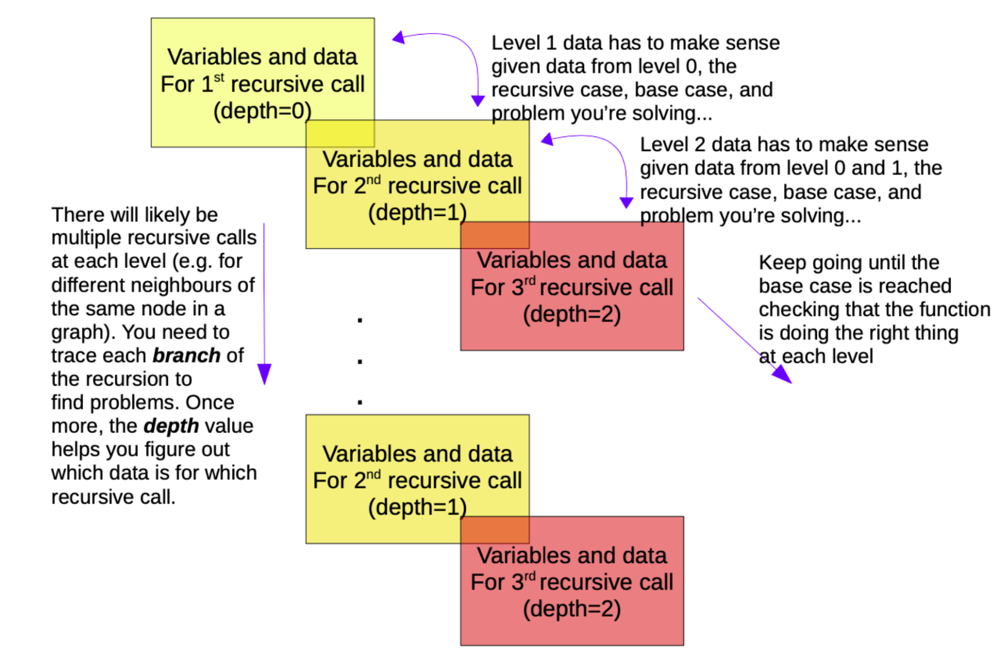 Variables and data
For 1st recursive call
(depth=0)
Level 1 data has to make sense
given data from level 0, the
recursive case, base case, and
problem you’re solving...
Variables and data
For 2nd recursive call
(depth=1)
Level 2 data has to make sense
given data from level 0 and 1, the
recursive case, base case, and
problem you’re solving...
There will likely be
multiple recursive calls
at each level (e.g. for
different neighbours of
the same node in a
graph). You need to
trace each branch of
the recursion to
find problems. Once
more, the depth value
helps you figure out
which data is for which
recursive call.
Variables and data
For 3rd recursive call
(depth=2)
Keep going until the
base case is reached
checking that the function
is doing the right thing
at each level
.
.
.
Variables and data
For 2nd recursive call
(depth=1)
Variables and data
For 3rd recursive call
(depth=2)